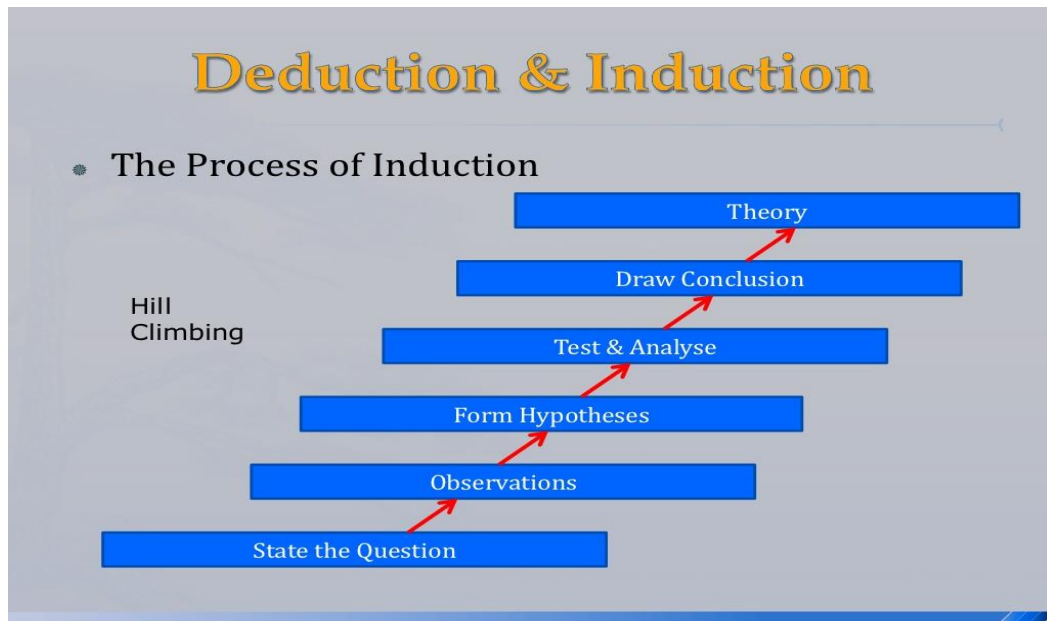 Deduction & Induction
The Process of Induction
Theory
Draw Conclusion
Hill
Climbing
Test & Analyse
Form Hypotheses
Observations
State the Question